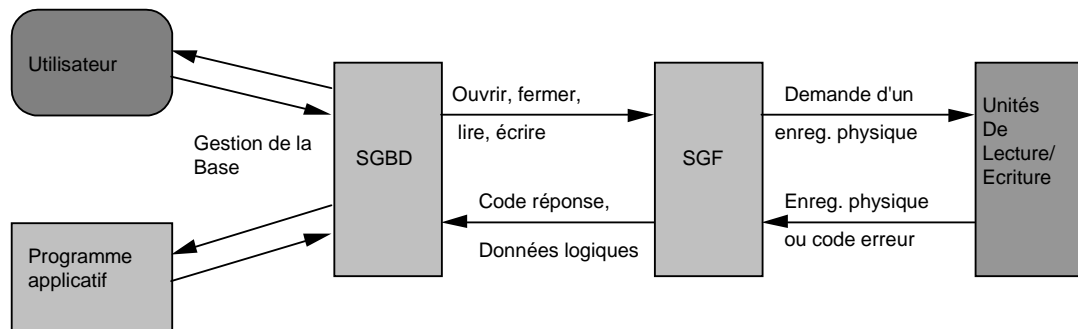 Utilisateur
Gestion de la
Base
Programme
applicatif
SGBD
Ouvrir, fermer,
lire, écrire
Code réponse,
Données logiques
SGF
Demande d'un
enreg. physique
Enreg. physique
ou code erreur
Unités
De
Lecture/
Ecriture